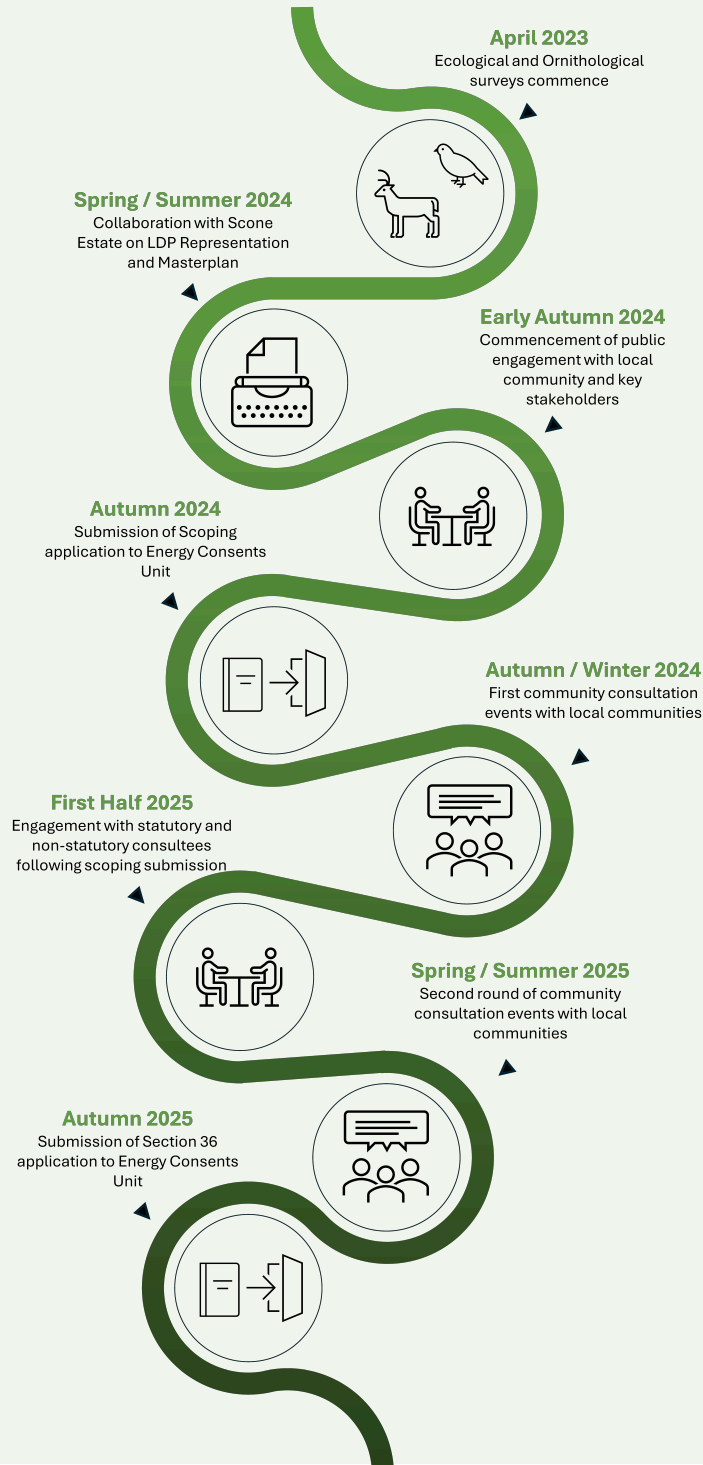 April 2023
Ecological and Ornithological
surveys commence
Spring / Summer 2024
Collaboration with Scone
Estate on LDP Representation
and Masterplan
Early Autumn 2024
Commencement of public
engagement with local
community and key
stakeholders
Autumn 2024
Submission of Scoping
application to Energy Consents
Unit
Autumn / Winter 2024
First community consultation
events with local communities
First Half 2025
Engagement with statutory and
non-statutory consultees
following scoping submission
Spring / Summer 2025
Second round of community
consultation events with local
communities
Autumn 2025
Submission of Section 36
application to Energy Consents
Unit